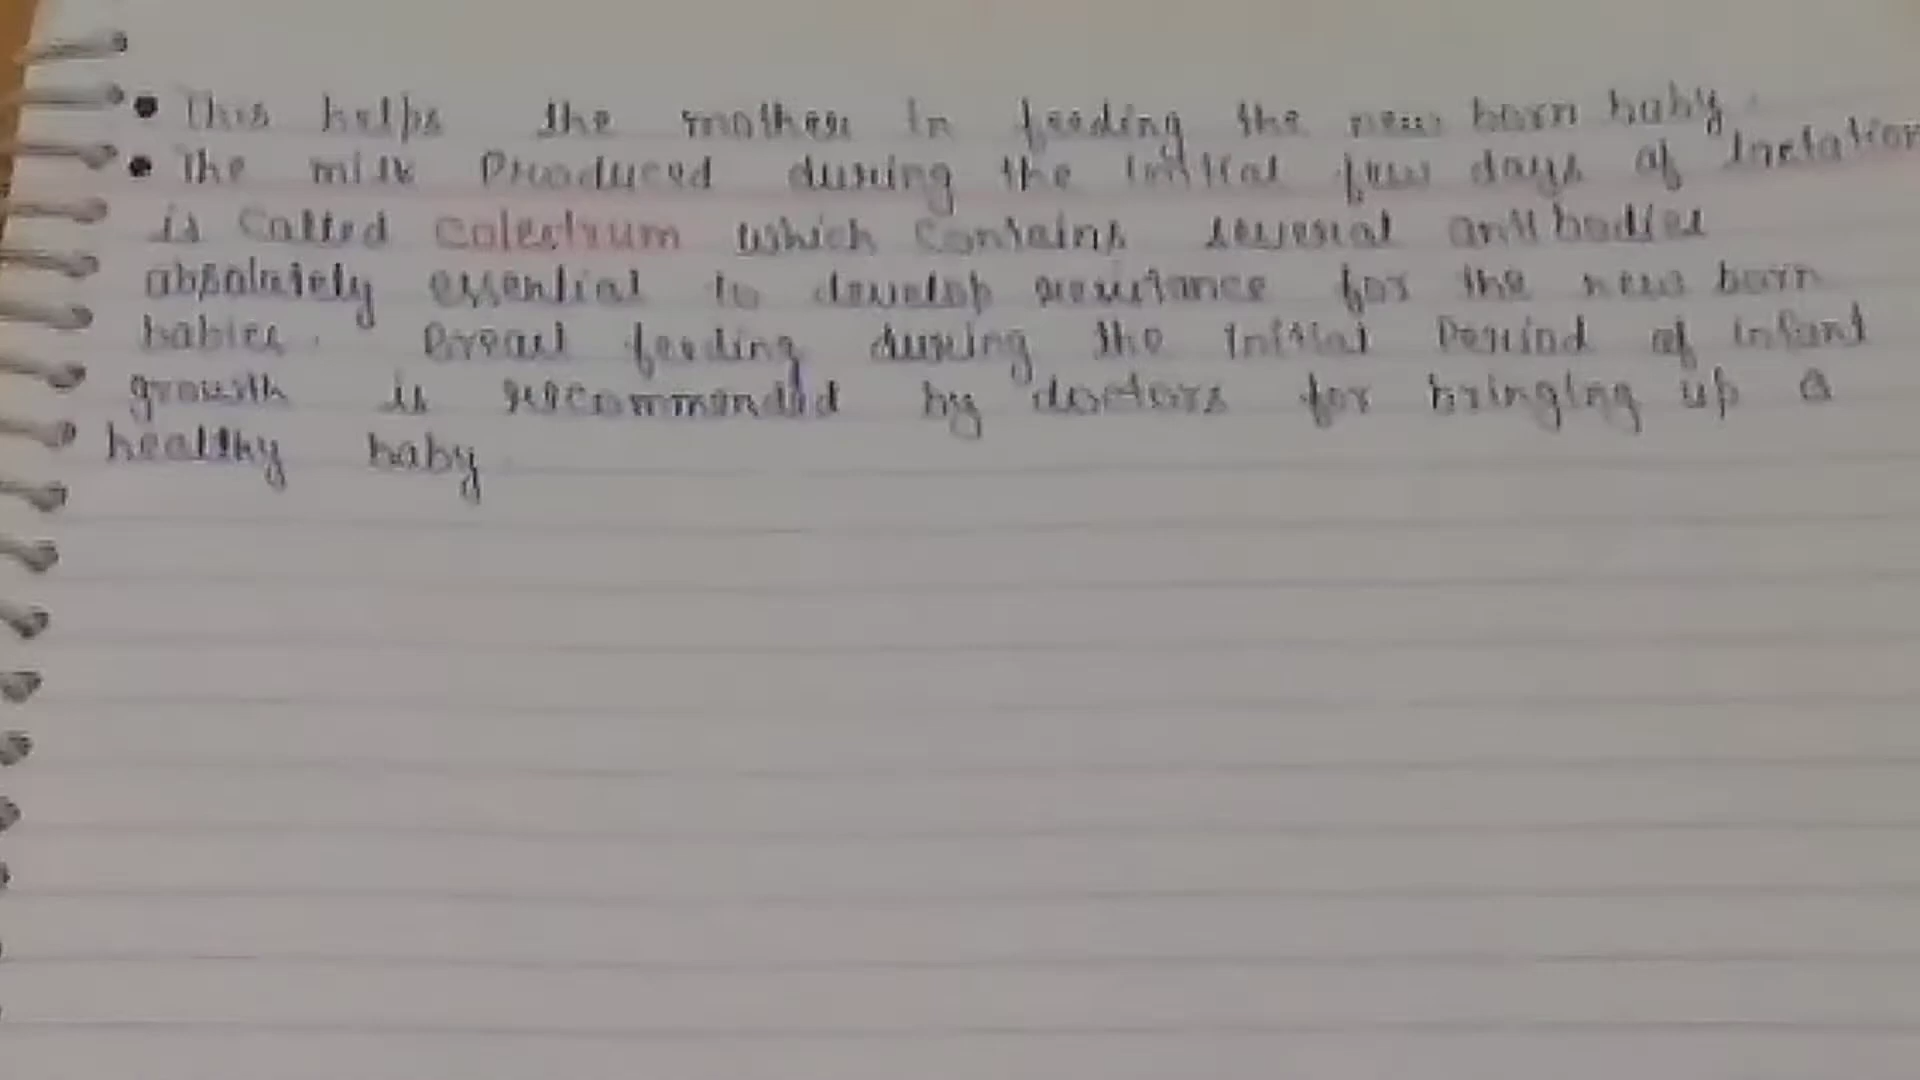 • This helps the mother in feeding the new born baby.
• The milk Produced during the initial few days of lactation
is called colectrum which contains several antibodies
absolutely essential to develop resistance for the new born
babies. Breast feeding during the initial Period of infant
growth is recommended by doctors for bringing up a
healthy baby.